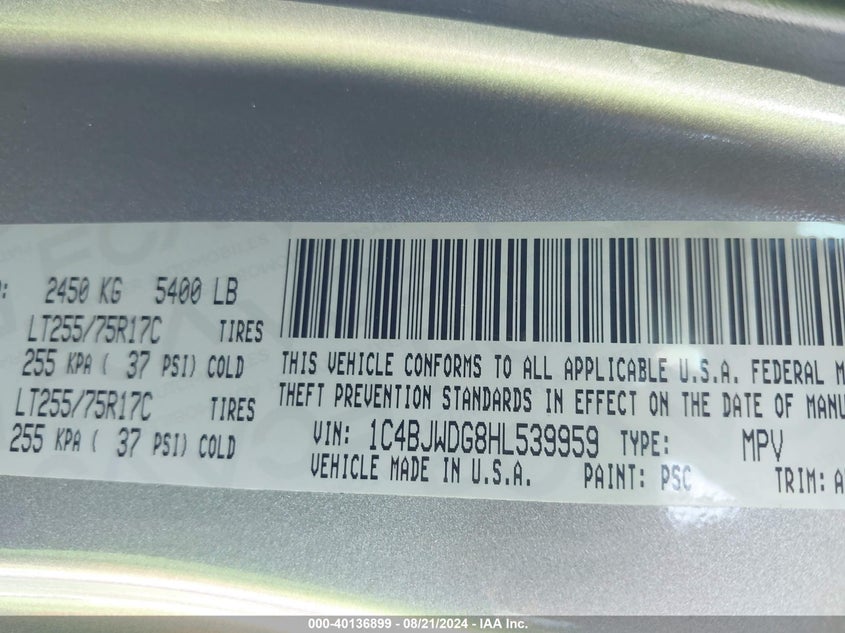 2450 KG 5400 LB
LT255/75R17C TIRES
255 KPA ( 37 PSI) COLD
LT255/75R17C TIRES
255 KPA ( 37 PSI) COLD
THIS VEHICLE CONFORMS TO ALL APPLICABLE U.S.A. FEDERAL M
THEFT PREVENTION STANDARDS IN EFFECT ON THE DATE OF MANU
VIN: 1C4BJWDG8HL539959 TYPE: MPV
VEHICLE MADE IN U.S.A. PAINT: PSC TRIM: A
000-40136899 - 08/21/2024 - IAA Inc.